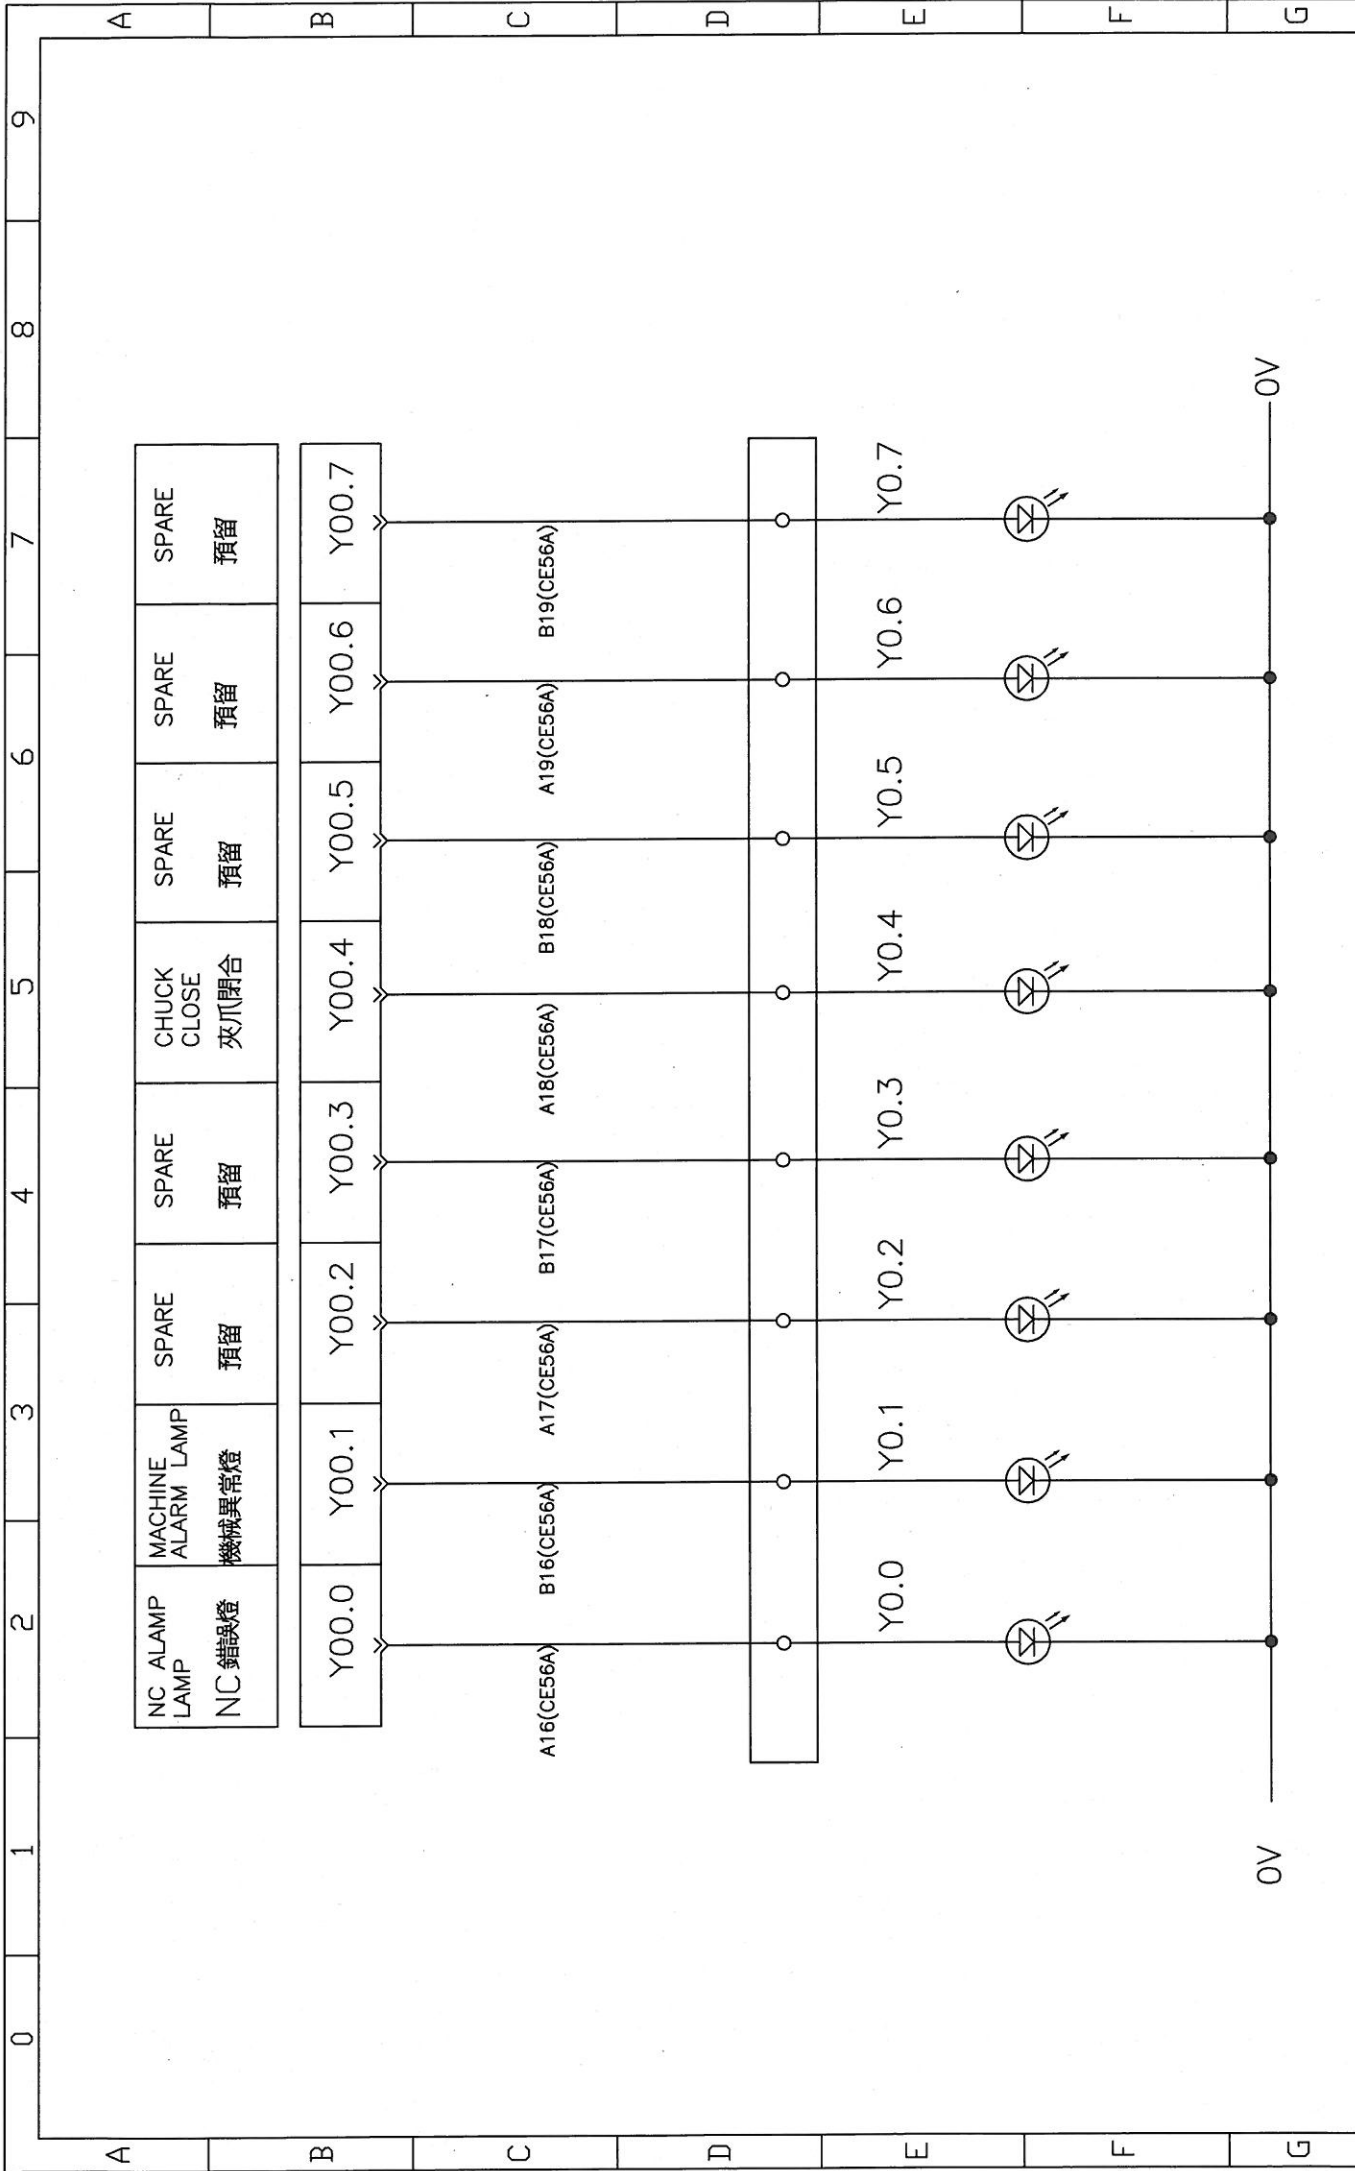 0 1 2 3 4 5 6 7 8 9
A A
B B
C C
D D
E E
F F
G G
NC ALAMP
LAMP
NC 錯誤燈
MACHINE
ALARM LAMP
機械異常燈
SPARE
預留
SPARE
預留
CHUCK
CLOSE
夾爪閉合
SPARE
預留
SPARE
預留
SPARE
預留
Y00.0 Y00.1 Y00.2 Y00.3 Y00.4 Y00.5 Y00.6 Y00.7
A16(CE56A) B16(CE56A) A17(CE56A) B17(CE56A) A18(CE56A) B18(CE56A) A19(CE56A) B19(CE56A)
Y0.0 Y0.1 Y0.2 Y0.3 Y0.4 Y0.5 Y0.6 Y0.7
0V 0V